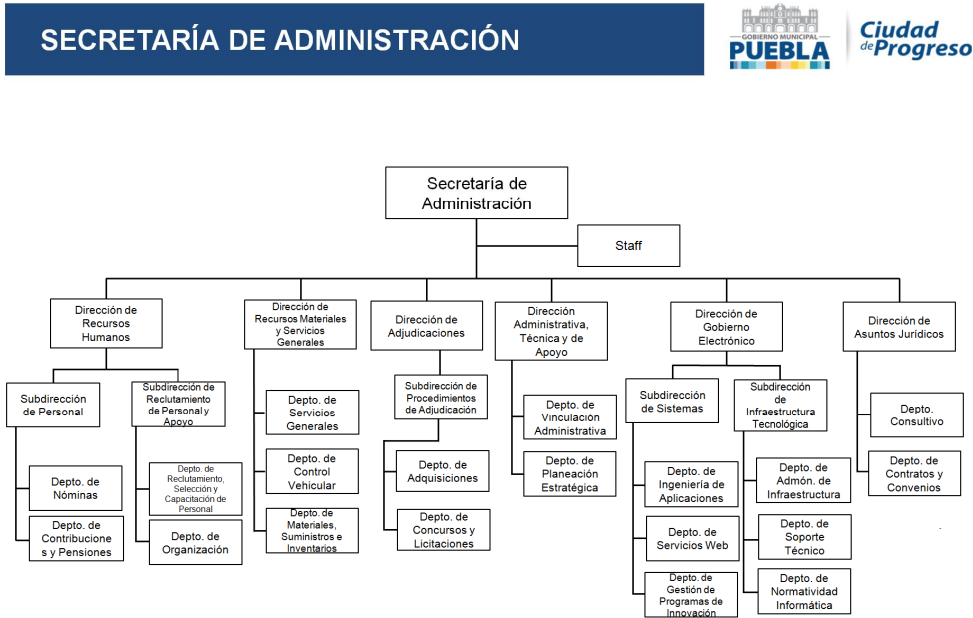 SECRETARÍA DE ADMINISTRACIÓN
GOBIERNO MUNICIPAL
PUEBLA
Ciudad
de Progreso
Secretaría de
Administración
Staff
Dirección de
Recursos
Humanos
Dirección de
Recursos Materiales
y Servicios
Generales
Dirección de
Adjudicaciones
Dirección
Administrativa,
Técnica y de
Apoyo
Dirección de
Gobierno
Electrónico
Dirección de
Asuntos Jurídicos
Subdirección
de Personal
Subdirección de
Reclutamiento
de Personal y
Apoyo
Subdirección de
Procedimientos
de Adjudicación
Subdirección
de Sistemas
Subdirección
de
Infraestructura
Tecnológica
Depto. de
Nóminas
Depto. de
Contribucione
s y Pensiones
Depto. de
Reclutamiento,
Selección y
Capacitación de
Personal
Depto. de
Organización
Depto. de
Servicios
Generales
Depto. de
Control
Vehicular
Depto. de
Materiales,
Suministros e
Inventarios
Depto. de
Adquisiciones
Depto. de
Concursos y
Licitaciones
Depto. de
Vinculación
Administrativa
Depto. de
Planeación
Estratégica
Depto. de
Ingeniería de
Aplicaciones
Depto. de
Servicios Web
Depto. de
Gestión de
Programas de
Innovación
Depto. de
Admón. de
Infraestructura
Depto. de
Soporte
Técnico
Depto. de
Normatividad
Informática
Depto.
Consultivo
Depto. de
Contratos y
Convenios